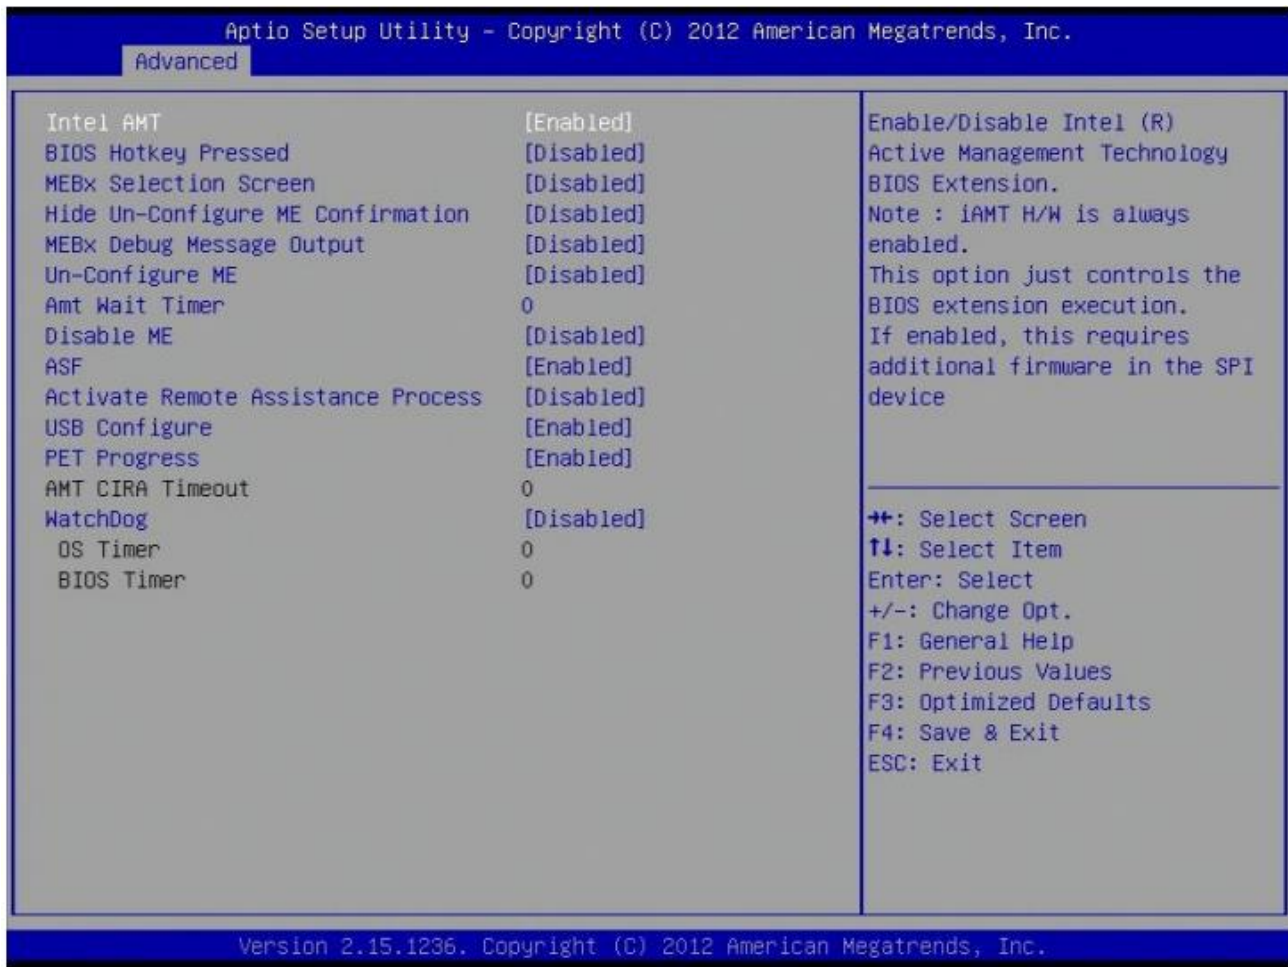 Aptio Setup Utility – Copyright (C) 2012 American Megatrends, Inc.
Advanced
Intel AMT [Enabled]
BIOS Hotkey Pressed [Disabled]
MEBx Selection Screen [Disabled]
Hide Un-Configure ME Confirmation [Disabled]
MEBx Debug Message Output [Disabled]
Un-Configure ME [Disabled]
Amt Wait Timer 0
Disable ME [Disabled]
ASF [Enabled]
Activate Remote Assistance Process [Disabled]
USB Configure [Enabled]
PET Progress [Enabled]
AMT CIRA Timeout 0
WatchDog [Disabled]
OS Timer 0
BIOS Timer 0
Enable/Disable Intel (R)
Active Management Technology
BIOS Extension.
Note : iAMT H/W is always
enabled.
This option just controls the
BIOS extension execution.
If enabled, this requires
additional firmware in the SPI
device
→←: Select Screen
↑↓: Select Item
Enter: Select
+/-: Change Opt.
F1: General Help
F2: Previous Values
F3: Optimized Defaults
F4: Save & Exit
ESC: Exit
Version 2.15.1236. Copyright (C) 2012 American Megatrends, Inc.